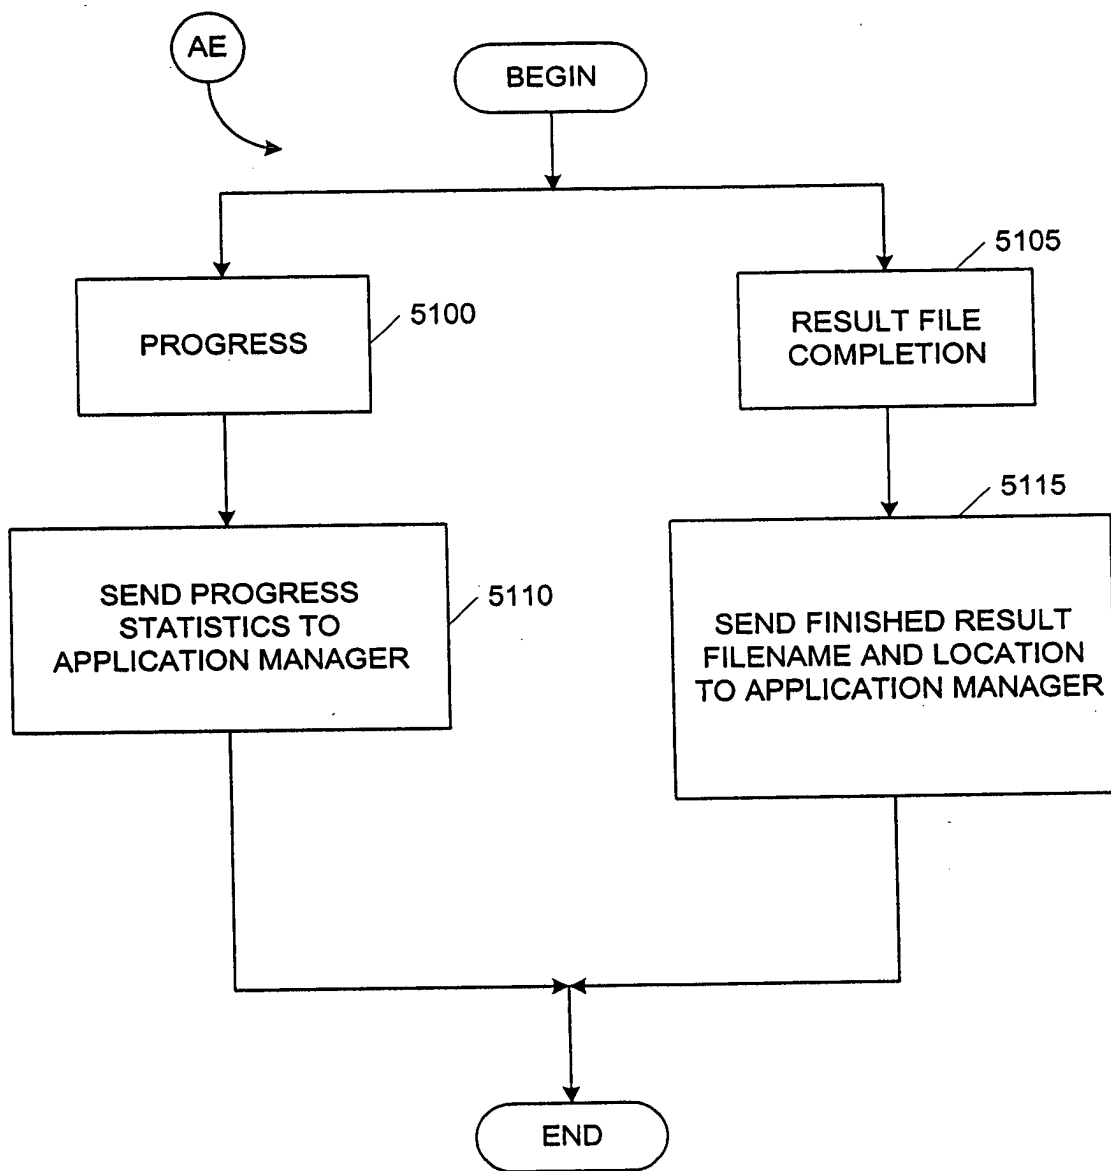 AE
BEGIN
5105
PROGRESS
5100
RESULT FILE
COMPLETION
5115
SEND PROGRESS
STATISTICS TO
APPLICATION MANAGER
5110
SEND FINISHED RESULT
FILENAME AND LOCATION
TO APPLICATION MANAGER
END